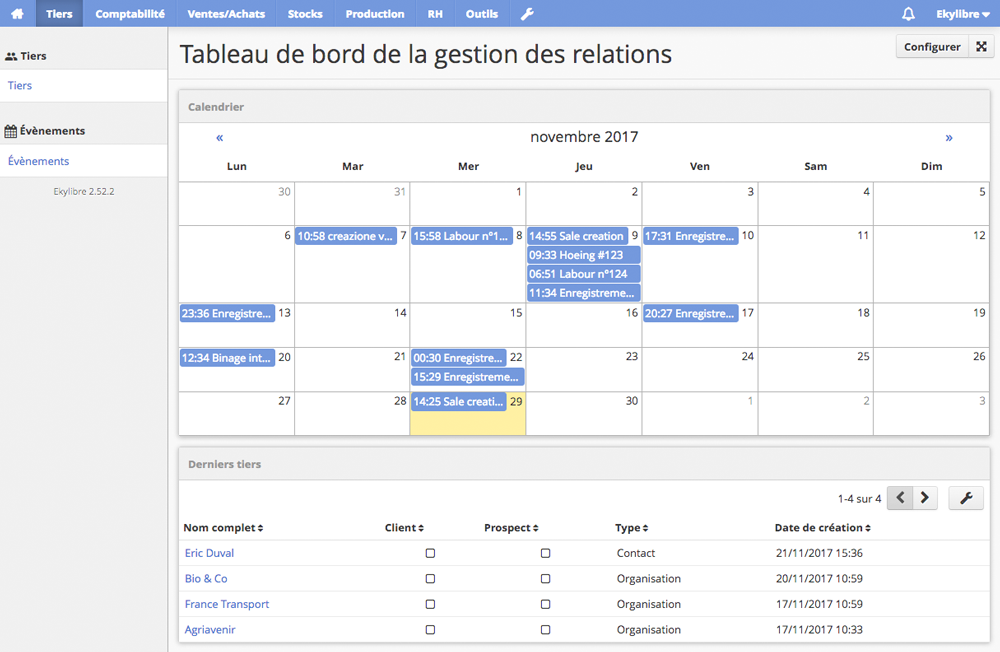 Tiers Comptabilité Ventes/Achats Stocks Production RH Outils Ekylibre
Tiers
Tiers
Évènements
Évènements
Ekylibre 2.52.2
Tableau de bord de la gestion des relations
Configurer
Calendrier
« novembre 2017 »
Lun Mar Mer Jeu Ven Sam Dim
30 31 1 2 3 4 5
6 10:58 creazione v... 7 15:58 Labour n°1... 8 14:55 Sale creation 9 17:31 Enregistre... 10 11 12
09:33 Hoeing #123
06:51 Labour n°124
11:34 Enregistreme...
23:36 Enregistre... 13 14 15 16 20:27 Enregistre... 17 18 19
12:34 Binage int... 20 21 00:30 Enregistre... 22 23 24 25 26
15:29 Enregistreme...
27 28 14:25 Sale creati... 29 30 1 2 3
Derniers tiers
1-4 sur 4
Nom complet Client Prospect Type Date de création
Eric Duval Contact 21/11/2017 15:36
Bio & Co Organisation 20/11/2017 10:59
France Transport Organisation 17/11/2017 10:59
Agriavenir Organisation 17/11/2017 10:33